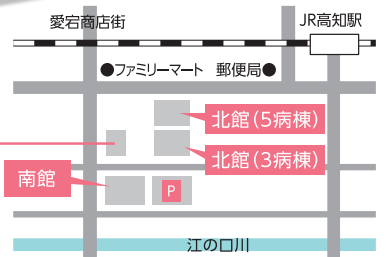 愛宕商店街
JR高知駅
●ファミリーマート 郵便局●
北館（5病棟）
北館（3病棟）
南館
P
江の口川